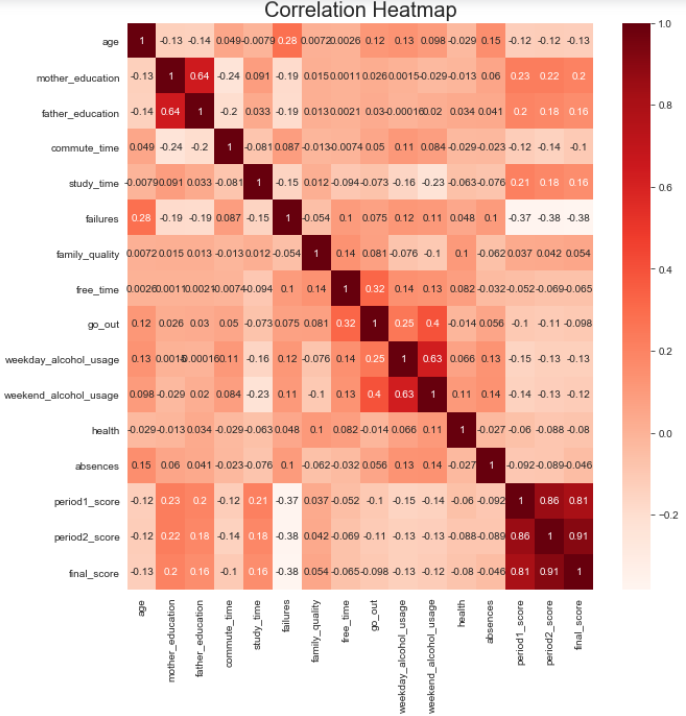 Correlation Heatmap
age 1 -0.13 -0.14 0.049 -0.0079 0.28 0.0072 0.0026 0.12 0.13 0.098 -0.029 0.15 -0.12 -0.12 -0.13
mother_education -0.13 1 0.64 -0.24 0.091 -0.19 0.015 0.0011 0.026 0.0015 -0.029 -0.013 0.06 0.23 0.22 0.2
father_education -0.14 0.64 1 -0.2 0.033 -0.19 0.013 0.0021 0.03 -0.00016 0.02 0.034 0.041 0.2 0.18 0.16
commute_time 0.049 -0.24 -0.2 1 -0.081 0.087 -0.013 -0.0074 0.05 0.11 0.084 -0.029 -0.023 -0.12 -0.14 -0.1
study_time -0.0079 0.091 0.033 -0.081 1 -0.15 0.012 -0.094 -0.073 -0.16 -0.23 -0.063 -0.076 0.21 0.18 0.16
failures 0.28 -0.19 -0.19 0.087 -0.15 1 -0.054 0.1 0.075 0.12 0.11 0.048 0.1 -0.37 -0.38 -0.38
family_quality 0.0072 0.015 0.013 -0.013 0.012 -0.054 1 0.14 0.081 -0.076 -0.1 0.1 -0.062 0.037 0.042 0.054
free_time 0.0026 0.0011 0.0021 -0.0074 -0.094 0.1 0.14 1 0.32 0.14 0.13 0.082 -0.032 -0.052 -0.069 -0.065
go_out 0.12 0.026 0.03 0.05 -0.073 0.075 0.081 0.32 1 0.25 0.4 -0.014 0.056 -0.1 -0.11 -0.098
weekday_alcohol_usage 0.13 0.0015 -0.00016 0.11 -0.16 0.12 -0.076 0.14 0.25 1 0.63 0.066 0.13 -0.15 -0.13 -0.13
weekend_alcohol_usage 0.098 -0.029 0.02 0.084 -0.23 0.11 -0.1 0.13 0.4 0.63 1 0.11 0.14 -0.14 -0.13 -0.12
health -0.029 -0.013 0.034 -0.029 -0.063 0.048 0.1 0.082 -0.014 0.066 0.11 1 -0.027 -0.06 -0.088 -0.08
absences 0.15 0.06 0.041 -0.023 -0.076 0.1 -0.062 -0.032 0.056 0.13 0.14 -0.027 1 -0.092 -0.089 -0.046
period1_score -0.12 0.23 0.2 -0.12 0.21 -0.37 0.037 -0.052 -0.1 -0.15 -0.14 -0.06 -0.092 1 0.86 0.81
period2_score -0.12 0.22 0.18 -0.14 0.18 -0.38 0.042 -0.069 -0.11 -0.13 -0.13 -0.088 -0.089 0.86 1 0.91
final_score -0.13 0.2 0.16 -0.1 0.16 -0.38 0.054 -0.065 -0.098 -0.13 -0.12 -0.08 -0.046 0.81 0.91 1
age
mother_education
father_education
commute_time
study_time
failures
family_quality
free_time
go_out
weekday_alcohol_usage
weekend_alcohol_usage
health
absences
period1_score
period2_score
final_score
1.0
0.8
0.6
0.4
0.2
0.0
-0.2